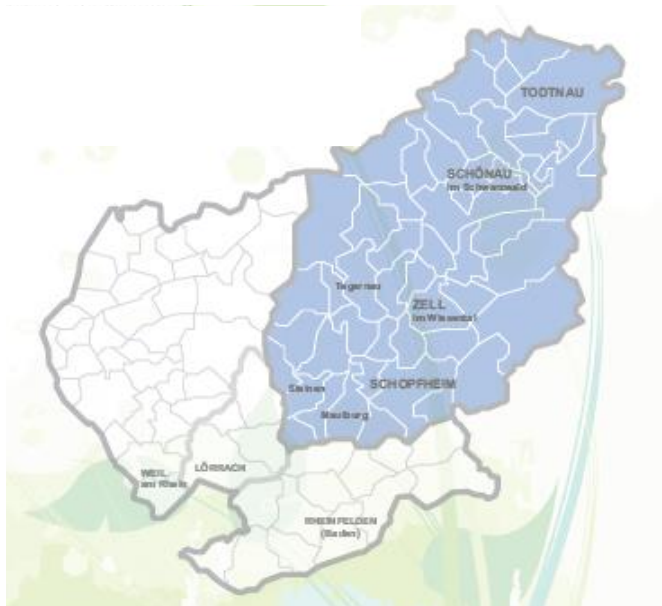 TODTNAU
SCHÖNAU
im Schwarzwald
Tegernau
ZELL
im Wiesental
Steinen
SCHOPFHEIM
Maulburg
WEIL
am Rhein
LÖRRACH
RHEINFELDEN
(Baden)